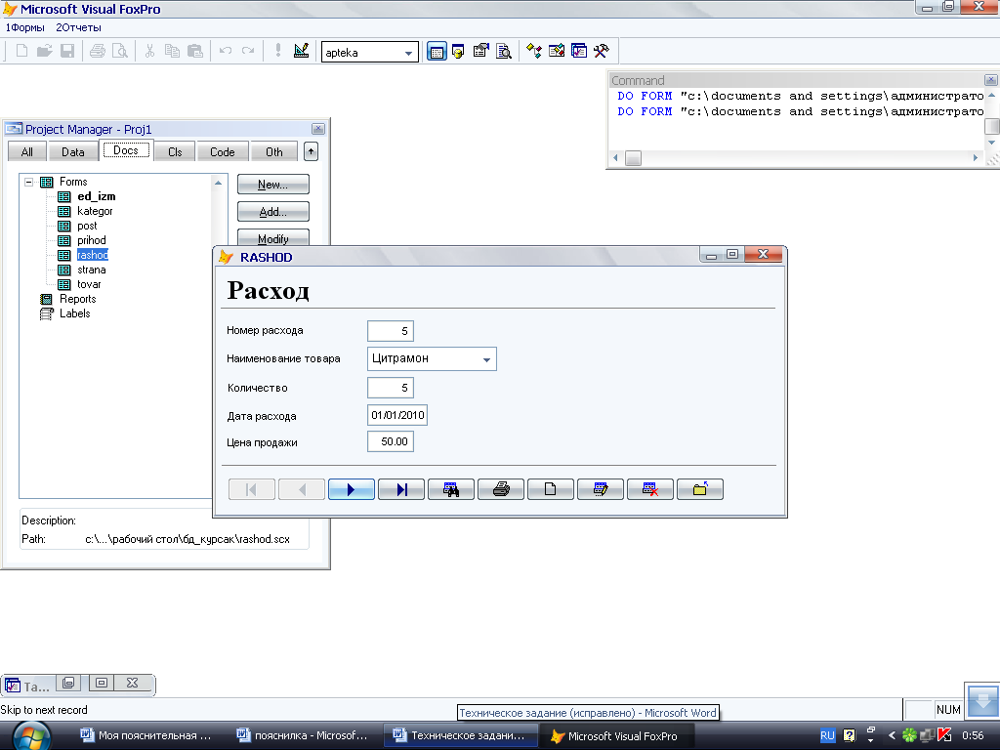 Microsoft Visual FoxPro
1Формы 2Отчеты
apteka
Command
DO FORM "c:\documents and settings\администрато
DO FORM "c:\documents and settings\администрато
Project Manager - Proj1
All Data Docs Cls Code Oth
Forms
ed_izm
kategor
post
prihod
rashod
strana
tovar
Reports
Labels
New...
Add...
Modify
RASHOD
Расход
Номер расхода 5
Наименование товара Цитрамон
Количество 5
Дата расхода 01/01/2010
Цена продажи 50.00
Description:
Path: c:\...\рабочий стол\бд_курсак\rashod.scx
Ta...
Skip to next record
NUM
Техническое задание (исправлено) - Microsoft Word
Моя пояснительная ...
пояснилка - Microsof...
Техническое задани...
Microsoft Visual FoxPro
RU
0:56